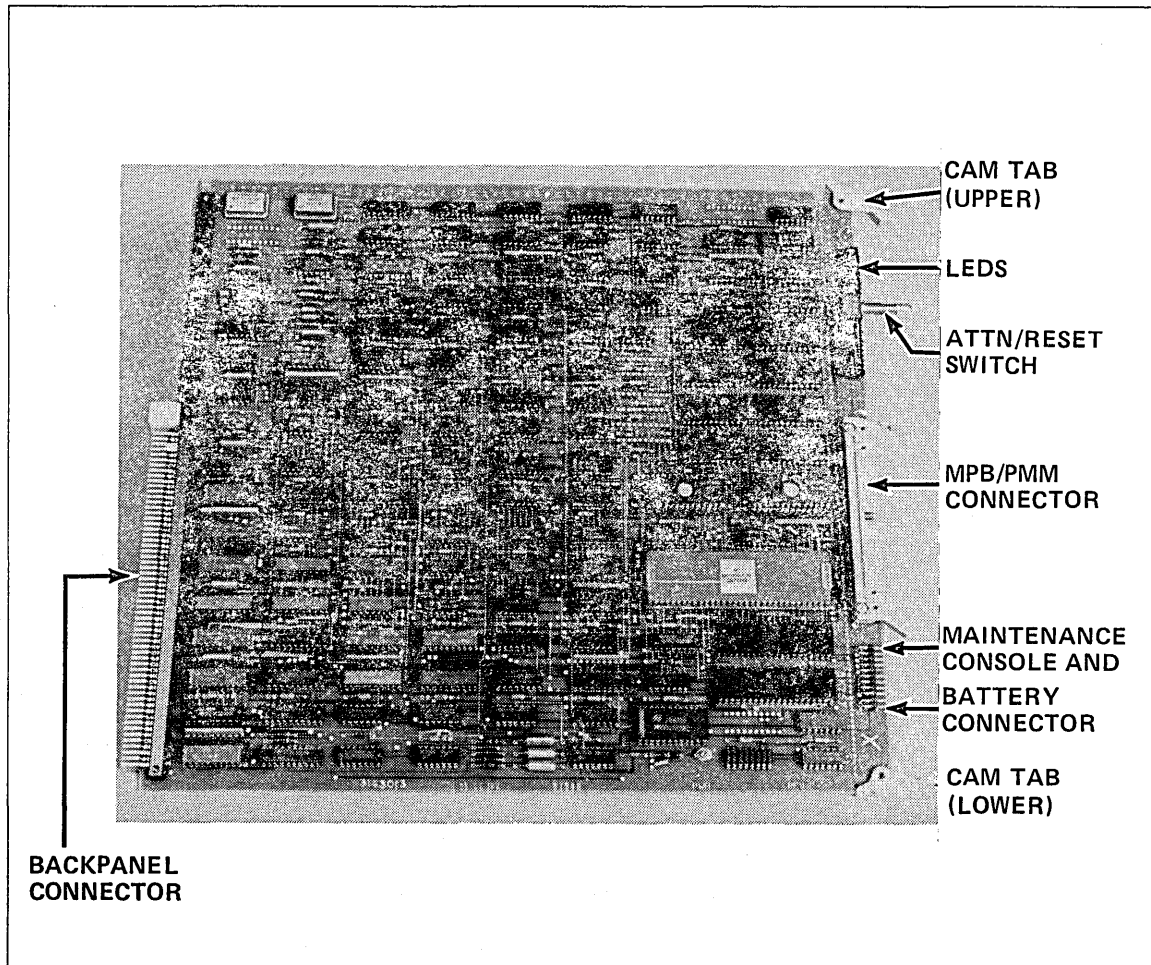 CAM TAB
(UPPER)
LEDS
ATTN/RESET
SWITCH
MPB/PMM
CONNECTOR
MAINTENANCE
CONSOLE AND
BATTERY
CONNECTOR
CAM TAB
(LOWER)
BACKPANEL
CONNECTOR